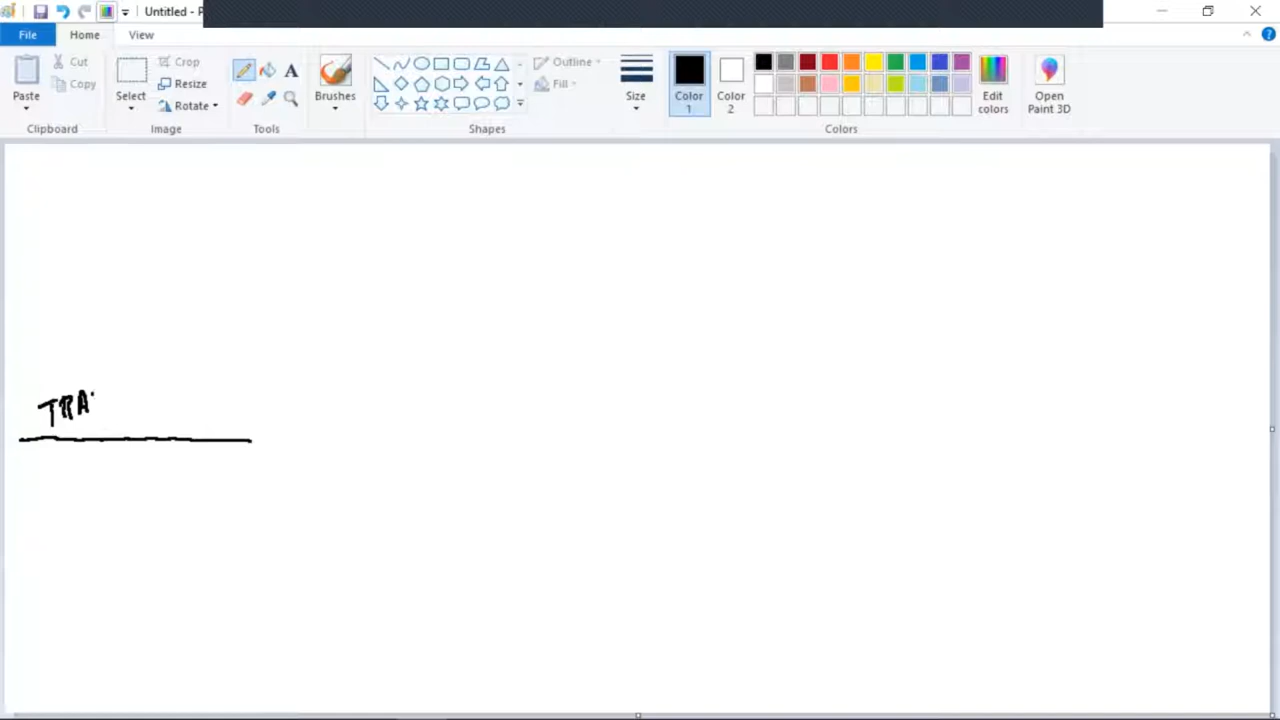 Untitled - P
File Home View
Paste
Cut
Copy
Clipboard
Select
Crop
Resize
Rotate
Image
Tools
Brushes
Shapes
Outline
Fill
Size
Color 1
Color 2
Colors
Edit colors
Open Paint 3D
TRA